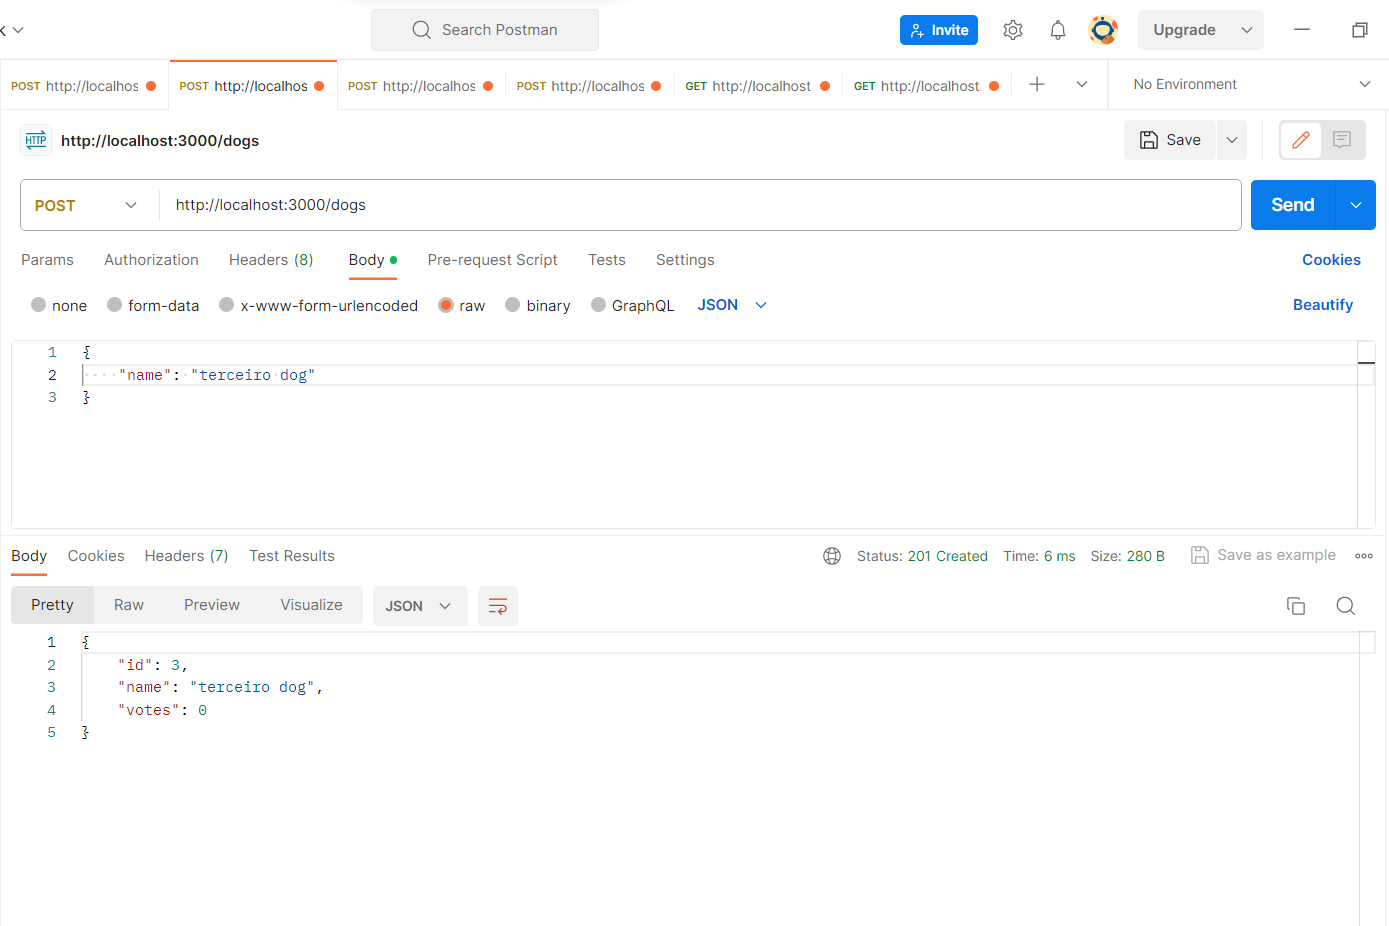 k
Search Postman
Invite
Upgrade
POST http://localhos
POST http://localhos
POST http://localhos
POST http://localhos
GET http://localhost
GET http://localhost
No Environment
HTTP
http://localhost:3000/dogs
Save
POST
http://localhost:3000/dogs
Send
Params
Authorization
Headers (8)
Body
Pre-request Script
Tests
Settings
Cookies
none
form-data
x-www-form-urlencoded
raw
binary
GraphQL
JSON
Beautify
1 {
2 ····"name":·"terceiro·dog"
3 }
Body
Cookies
Headers (7)
Test Results
Status: 201 Created
Time: 6 ms
Size: 280 B
Save as example
Pretty
Raw
Preview
Visualize
JSON
1 {
2     "id": 3,
3     "name": "terceiro dog",
4     "votes": 0
5 }